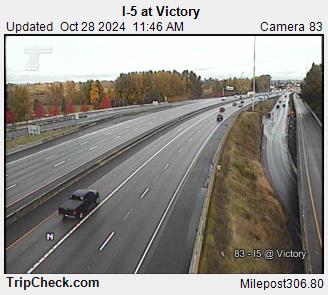 I-5 at Victory
Updated Oct 28 2024 11:46 AM Camera 83
T
N
83 - I5 @ Victory
TripCheck.com Milepost306.80